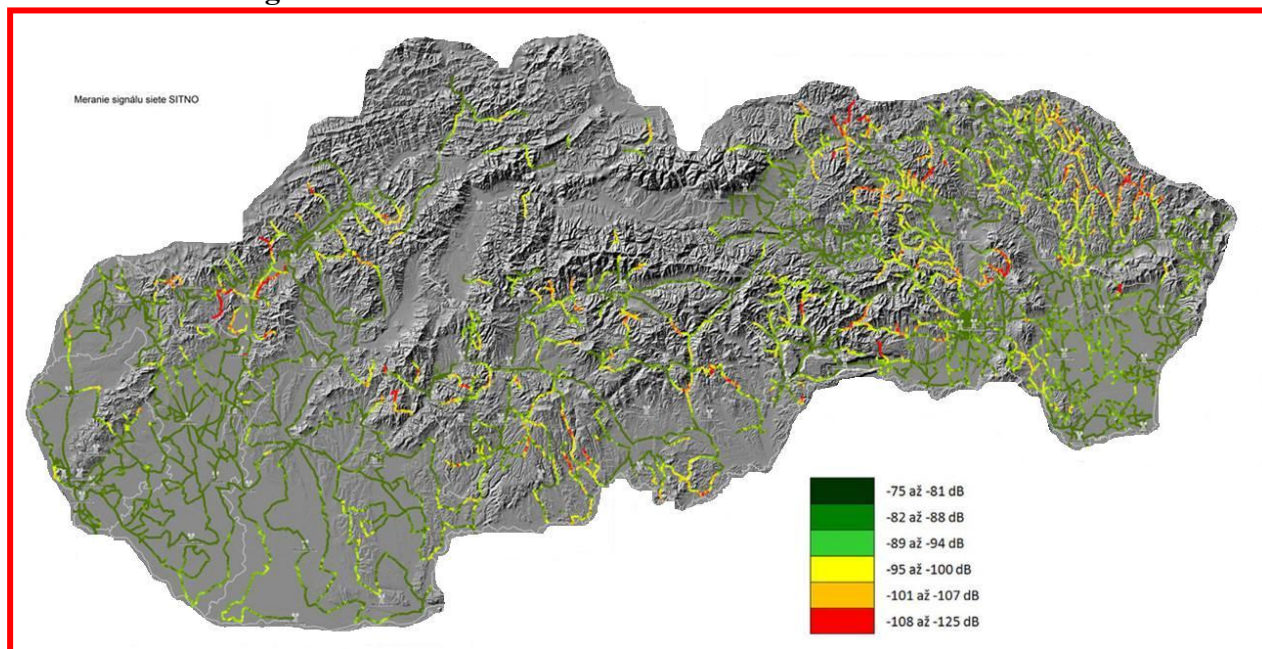 Meranie signálu siete SITNO
-75 až -81 dB
-82 až -88 dB
-89 až -94 dB
-95 až -100 dB
-101 až -107 dB
-108 až -125 dB